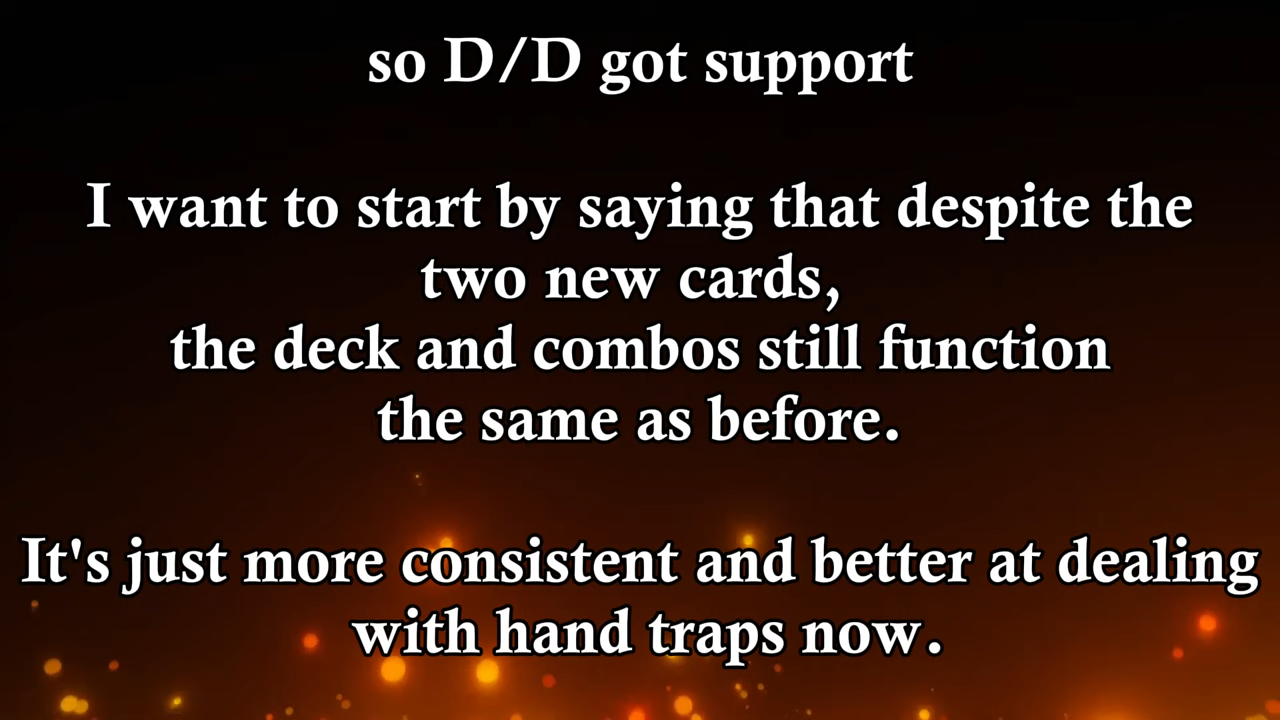 so D/D got support
I want to start by saying that despite the
two new cards,
the deck and combos still function
the same as before.
It's just more consistent and better at dealing
with hand traps now.